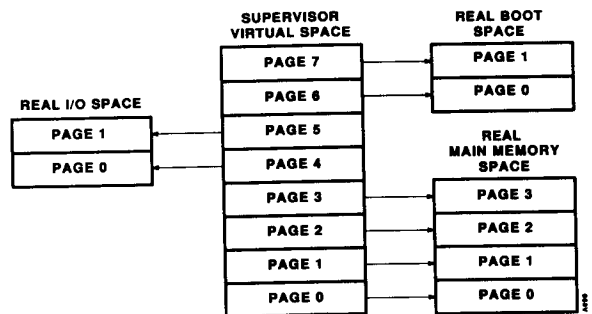 SUPERVISOR
VIRTUAL SPACE
PAGE 7
PAGE 6
PAGE 5
PAGE 4
PAGE 3
PAGE 2
PAGE 1
PAGE 0
REAL I/O SPACE
PAGE 1
PAGE 0
REAL BOOT
SPACE
PAGE 1
PAGE 0
REAL
MAIN MEMORY
SPACE
PAGE 3
PAGE 2
PAGE 1
PAGE 0